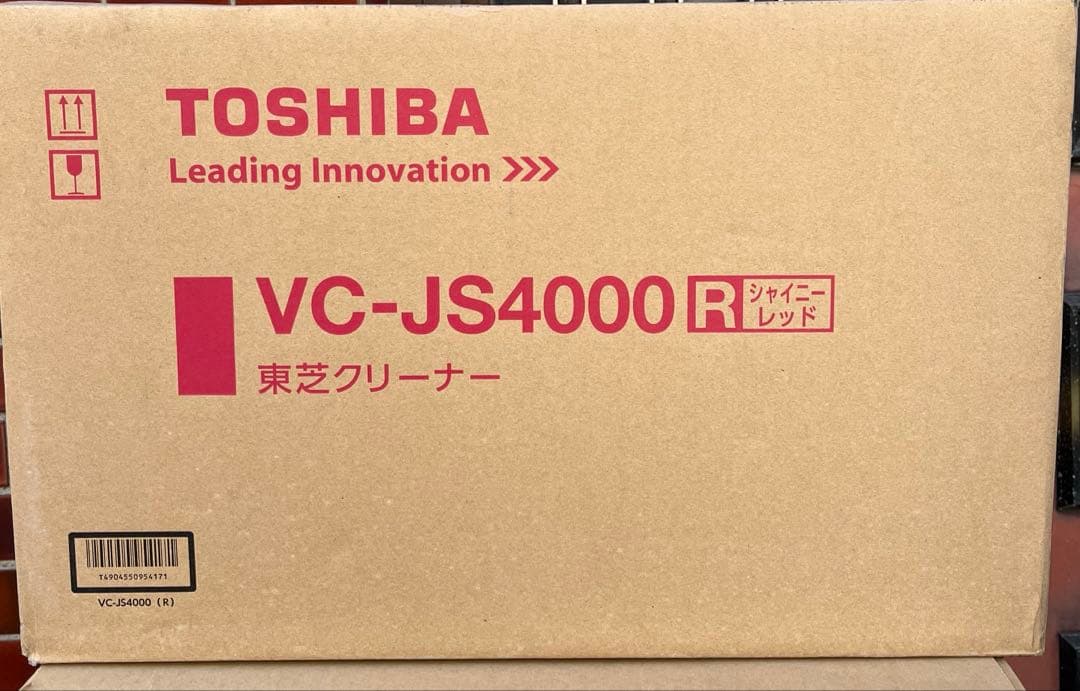 TOSHIBA
Leading Innovation >>>
VC-JS4000 R シャイニー
レッド
東芝クリーナー
T4904550954171
VC-JS4000 (R)